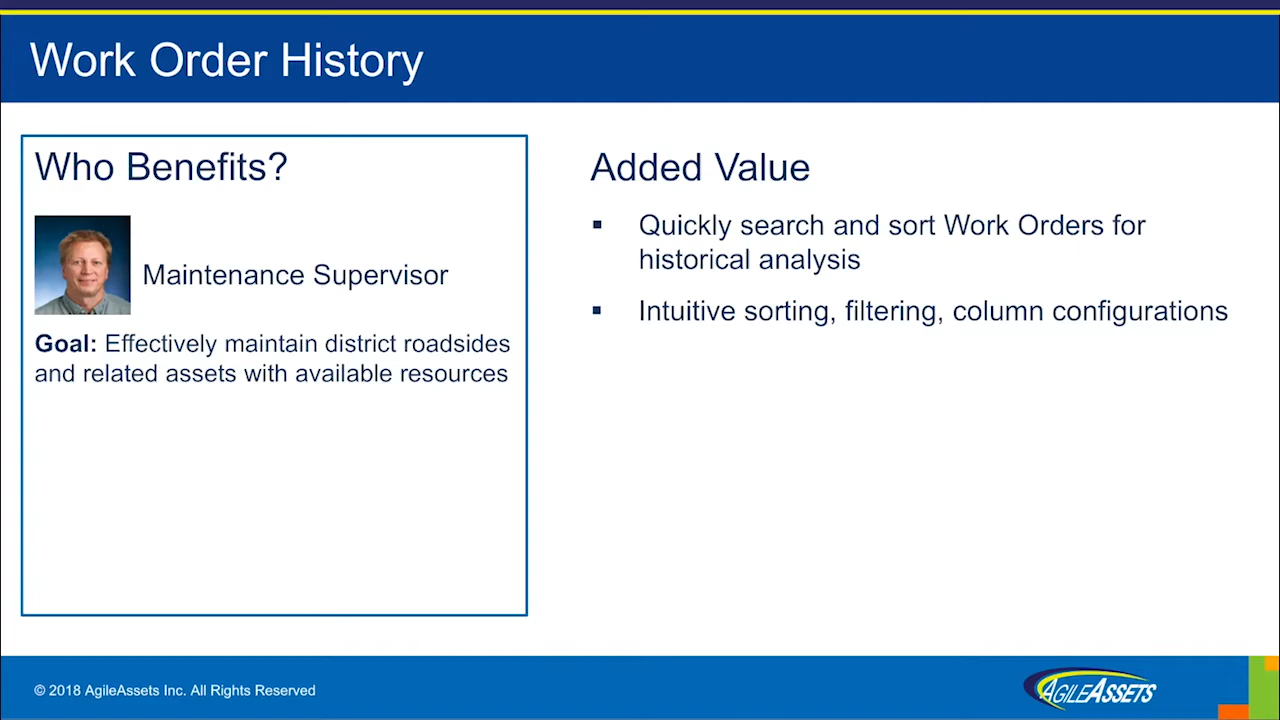 Work Order History
Who Benefits?
Maintenance Supervisor
Goal: Effectively maintain district roadsides
and related assets with available resources
Added Value
▪ Quickly search and sort Work Orders for
historical analysis
▪ Intuitive sorting, filtering, column configurations
© 2018 AgileAssets Inc. All Rights Reserved
AGILEASSETS